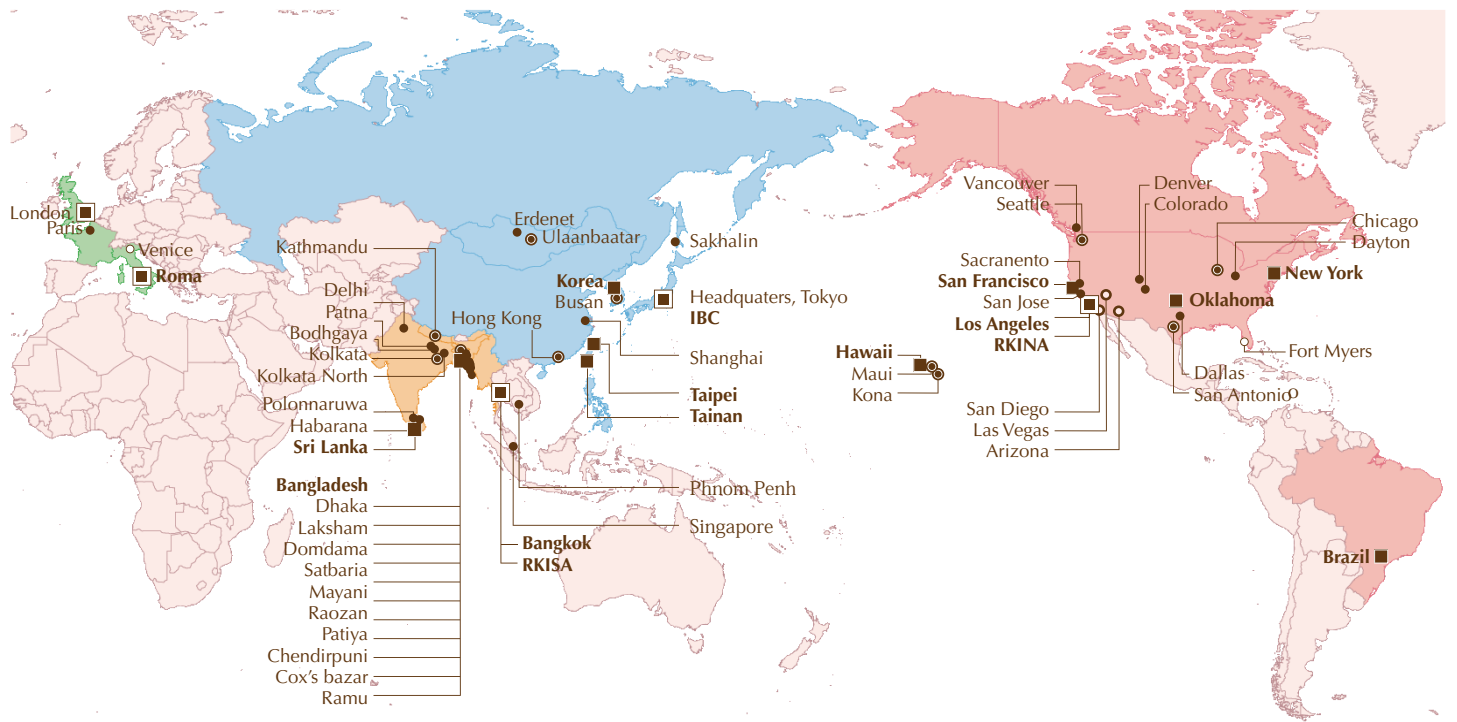 London
Paris
Venice
Roma
Kathmandu
Delhi
Patna
Bodhgaya
Kolkata
Kolkata North
Polonnaruwa
Habarana
Sri Lanka
Bangladesh
Dhaka
Laksham
Domdama
Satbaria
Mayani
Raozan
Patiya
Chendirpuni
Cox's bazar
Ramu
Erdenet
Ulaanbaatar
Sakhalin
Korea
Busan
Headquaters, Tokyo
IBC
Hong Kong
Shanghai
Taipei
Tainan
Phnom Penh
Singapore
Bangkok
RKISA
Hawaii
Maui
Kona
Vancouver
Seattle
Denver
Colorado
Chicago
Dayton
Sacranento
San Francisco
San Jose
Los Angeles
RKINA
New York
Oklahoma
Fort Myers
Dallas
San Antonio
San Diego
Las Vegas
Arizona
Brazil